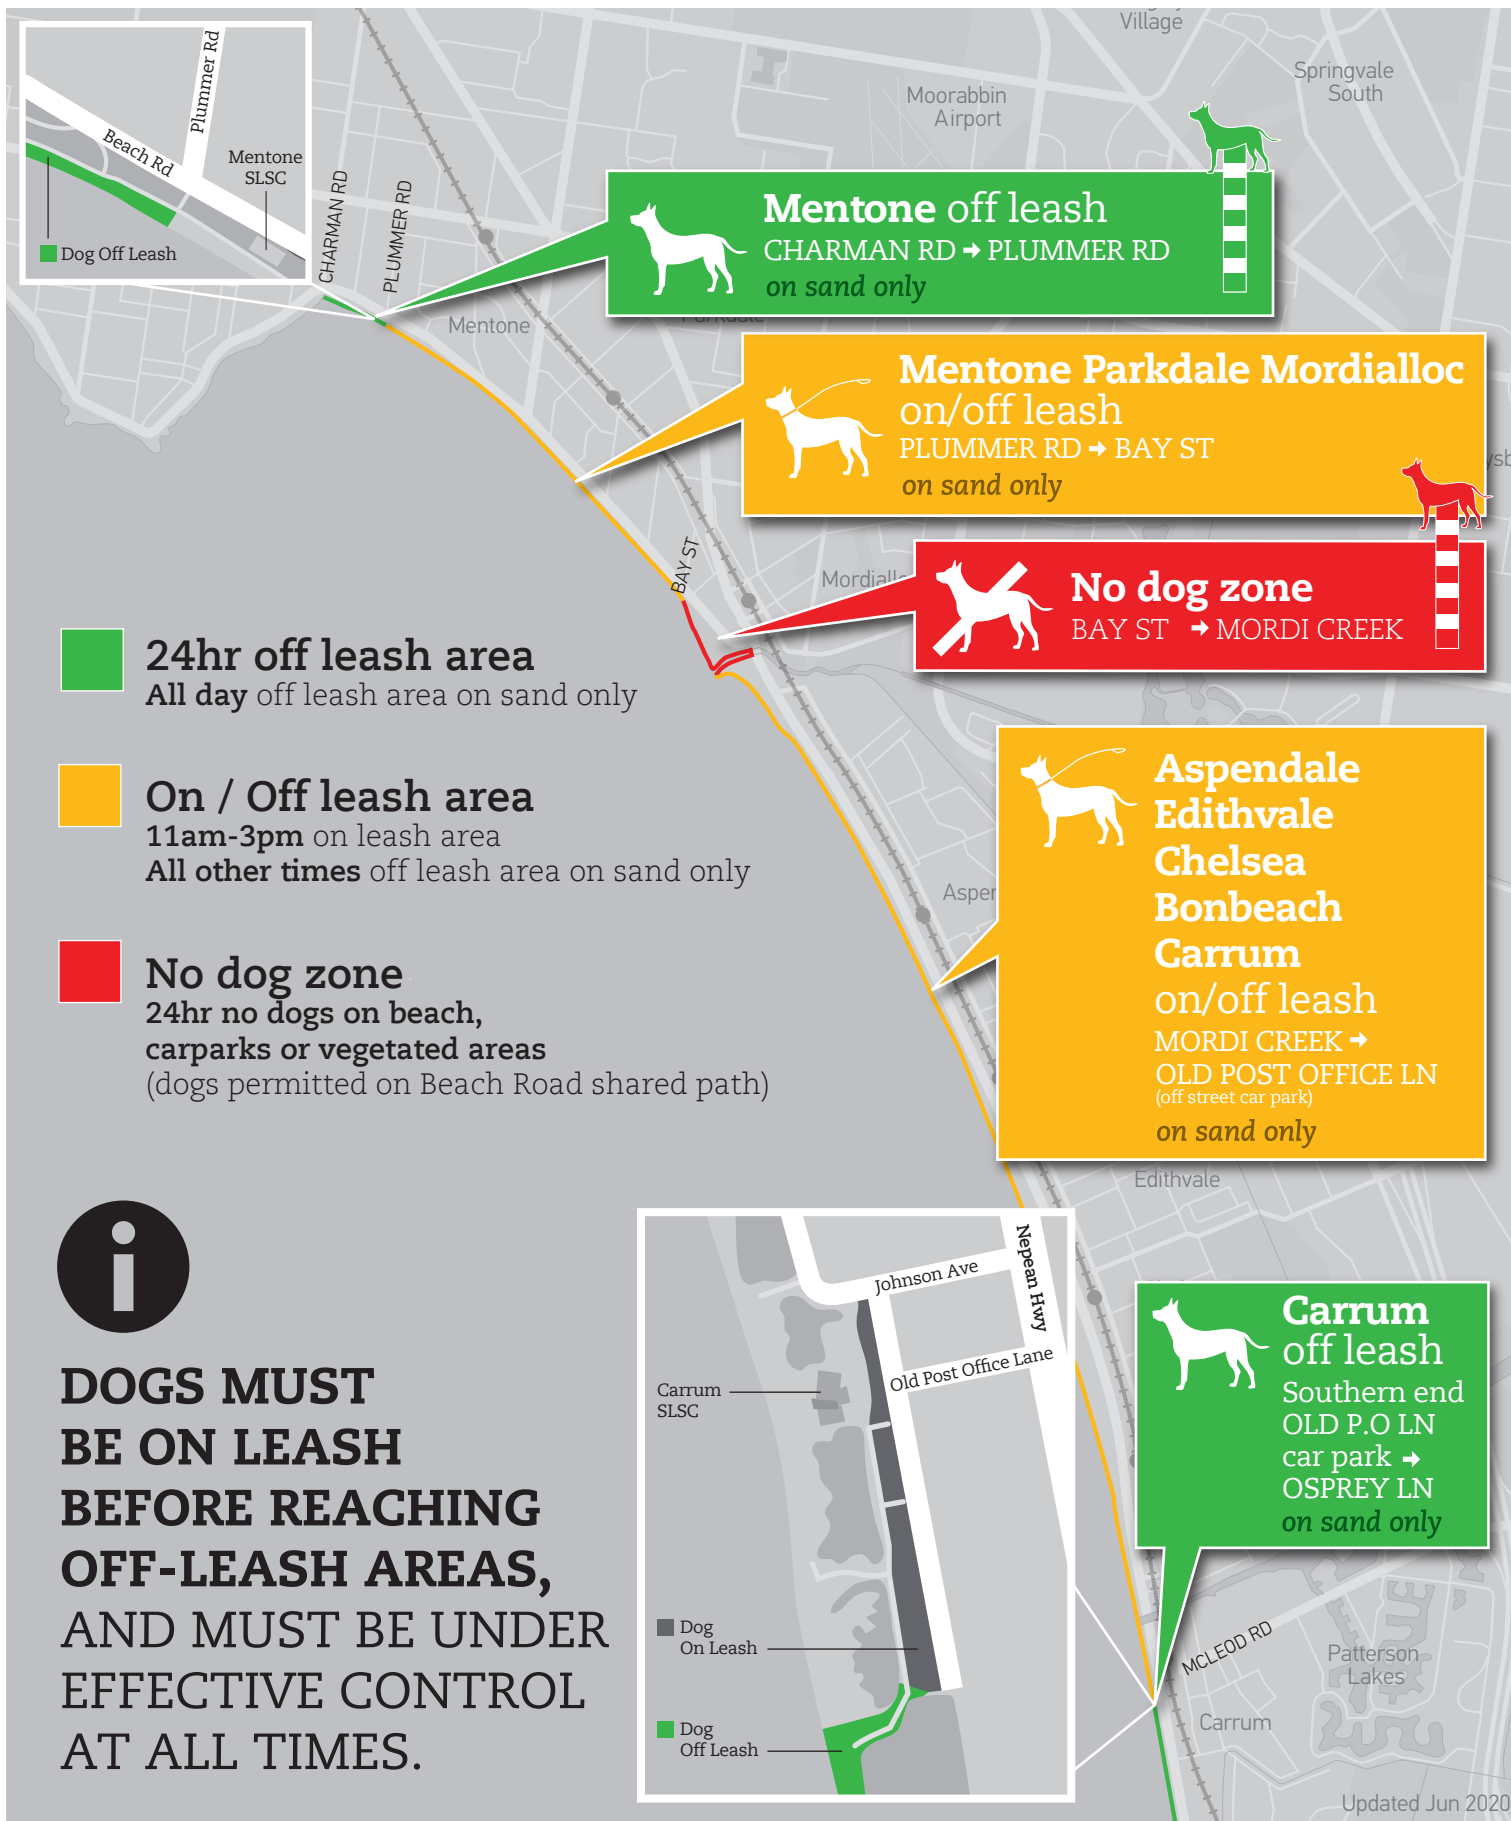 Village
Springvale
South
Moorabbin
Airport
Plummer Rd
Beach Rd
Mentone
SLSC
Dog Off Leash
CHARMAN RD
PLUMMER RD
Mentone
Mentone off leash
CHARMAN RD → PLUMMER RD
on sand only
Mentone Parkdale Mordialloc
on/off leash
PLUMMER RD → BAY ST
on sand only
BAY ST
No dog zone
BAY ST → MORDI CREEK
24hr off leash area
All day off leash area on sand only
On / Off leash area
11am-3pm on leash area
All other times off leash area on sand only
No dog zone
24hr no dogs on beach,
carparks or vegetated areas
(dogs permitted on Beach Road shared path)
Aspendale
Edithvale
Chelsea
Bonbeach
Carrum
on/off leash
MORDI CREEK →
OLD POST OFFICE LN
(off street car park)
on sand only
Edithvale
i
DOGS MUST
BE ON LEASH
BEFORE REACHING
OFF-LEASH AREAS,
AND MUST BE UNDER
EFFECTIVE CONTROL
AT ALL TIMES.
Nepean Hwy
Johnson Ave
Old Post Office Lane
Carrum
SLSC
Dog
On Leash
Dog
Off Leash
Carrum
off leash
Southern end
OLD P.O LN
car park →
OSPREY LN
on sand only
MCLEOD RD
Patterson
Lakes
Carrum
Updated Jun 2020